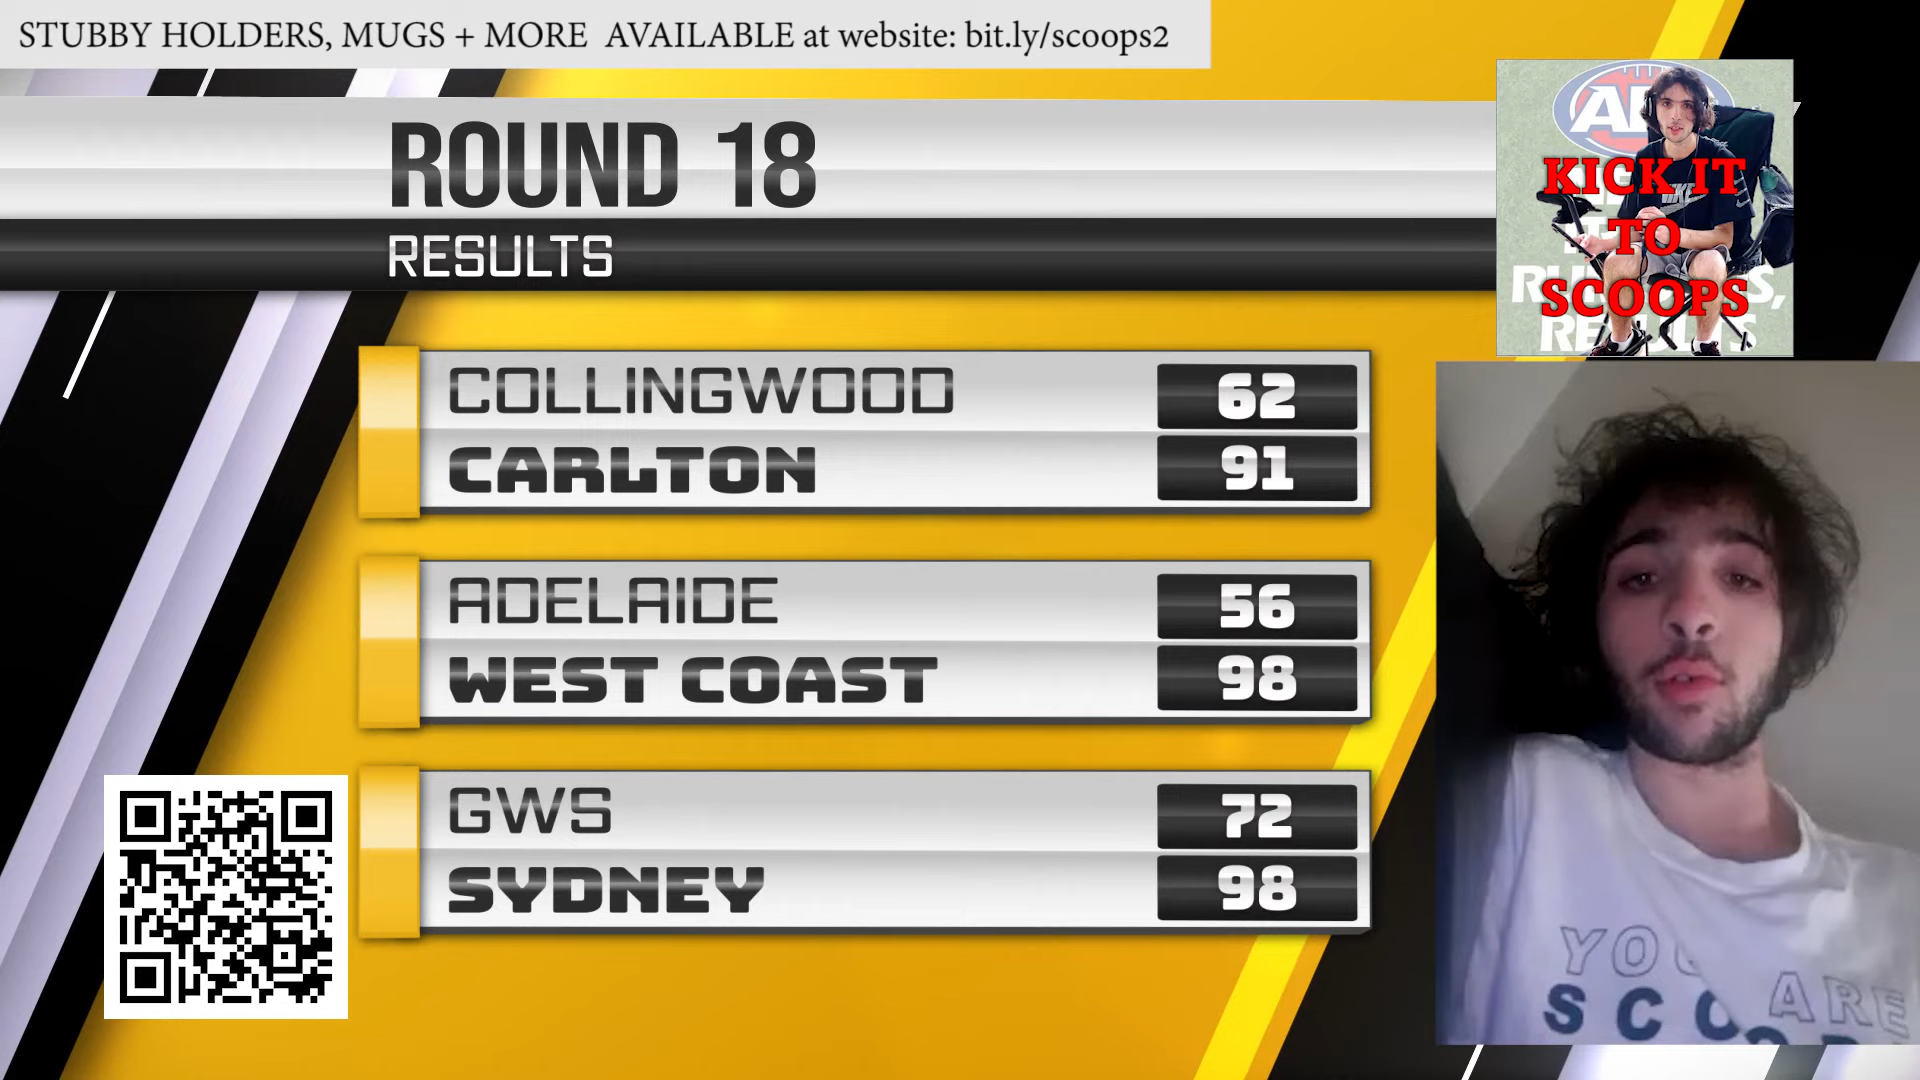 STUBBY HOLDERS, MUGS + MORE AVAILABLE at website: bit.ly/scoops2
ROUND 18
RESULTS
KICK IT
TO
SCOOPS
COLLINGWOOD 62
CARLTON 91
ADELAIDE 56
WEST COAST 98
GWS 72
SYDNEY 98
ARE